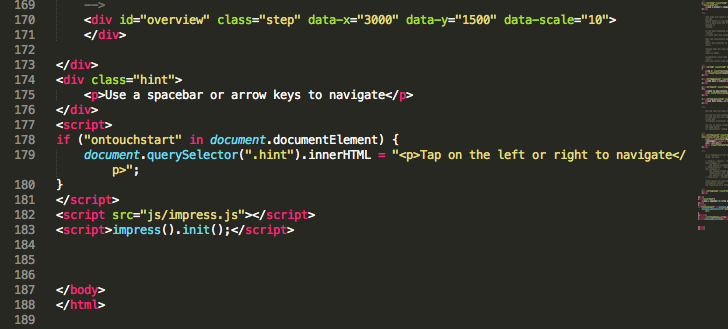 169 -->
170 <div id="overview" class="step" data-x="3000" data-y="1500" data-scale="10">
171 </div>
172
173 </div>
174 <div class="hint">
175 <p>Use a spacebar or arrow keys to navigate</p>
176 </div>
177 <script>
178 if ("ontouchstart" in document.documentElement) {
179 document.querySelector(".hint").innerHTML = "<p>Tap on the left or right to navigate</
p>";
180 }
181 </script>
182 <script src="js/impress.js"></script>
183 <script>impress().init();</script>
184
185
186
187 </body>
188 </html>
189